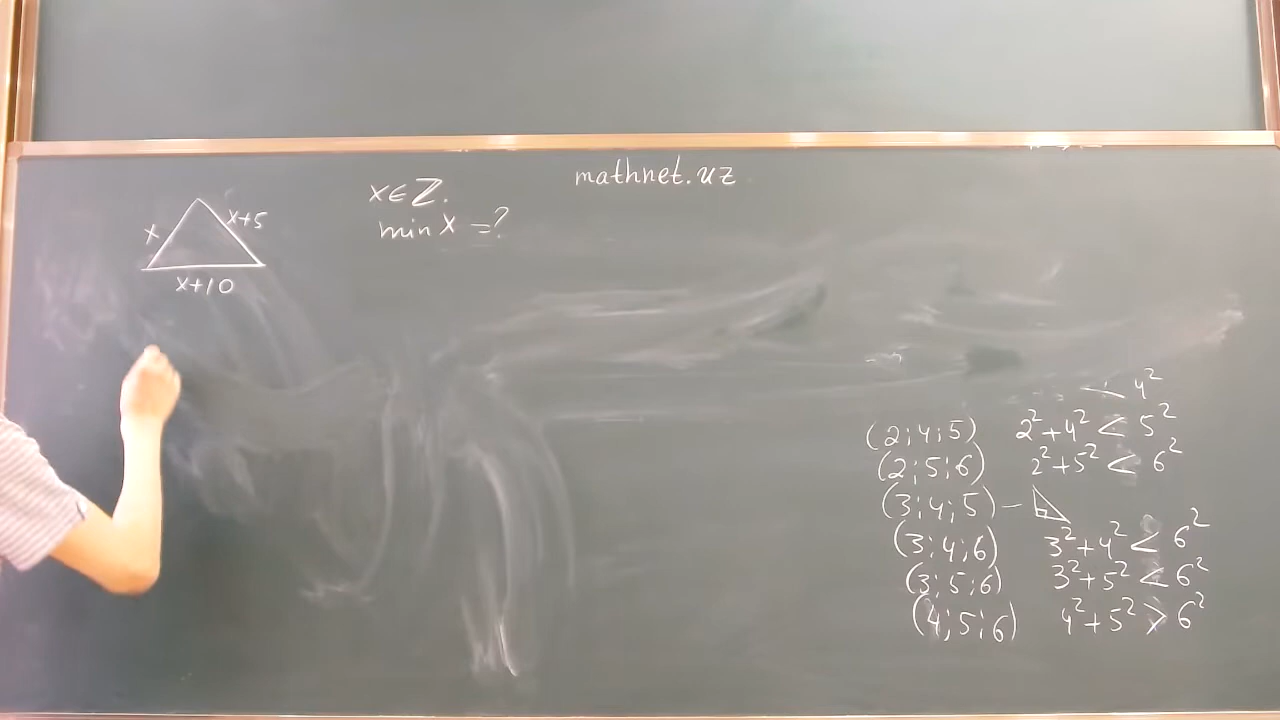 mathnet.uz
x∈ℤ.
min x =?
x
x+5
x+10
< 4²
(2;4;5) 2²+4² < 5²
(2;5;6) 2²+5² < 6²
(3;4;5) –
(3;4;6) 3²+4² < 6²
(3;5;6) 3²+5² < 6²
(4;5;6) 4²+5² > 6²